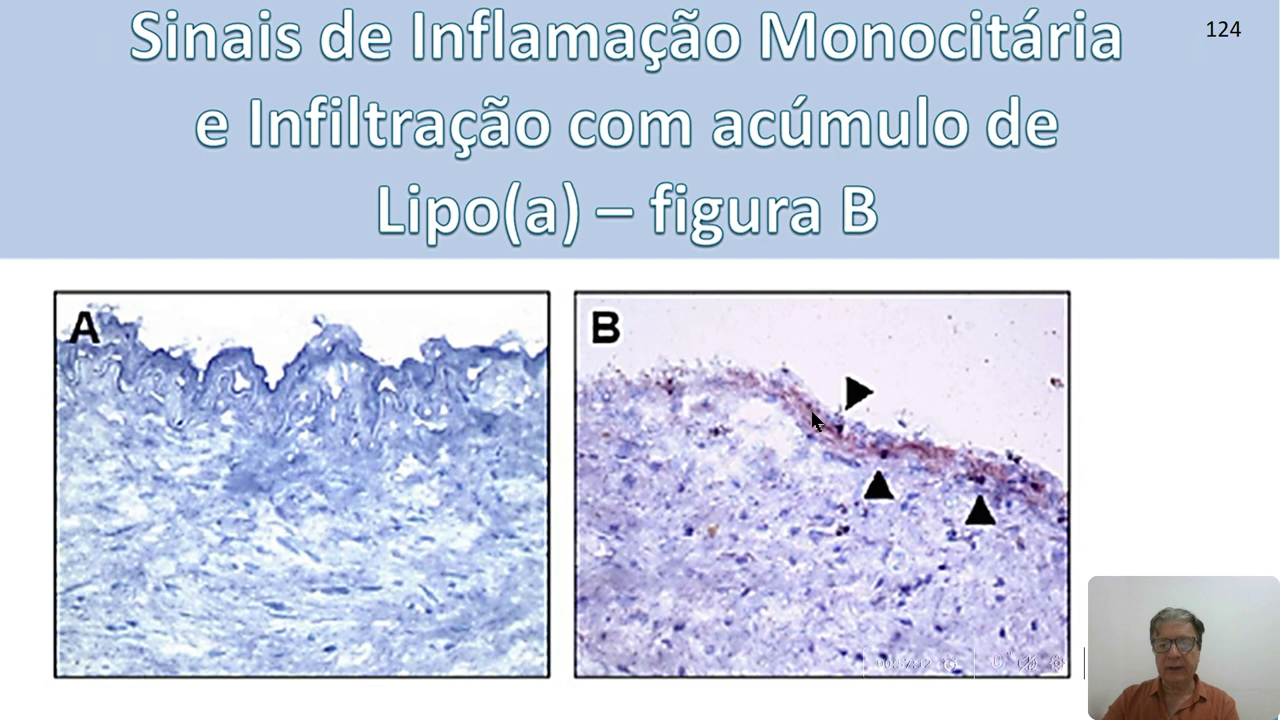 Sinais de Inflamação Monocitária
124
e Infiltração com acúmulo de
Lipo(a) – figura B
A
B